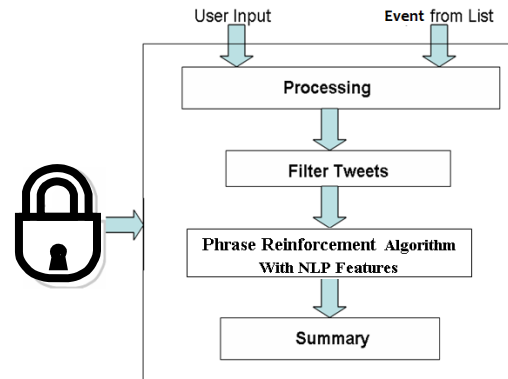 User Input
Event from List
Processing
Filter Tweets
Phrase Reinforcement Algorithm
With NLP Features
Summary